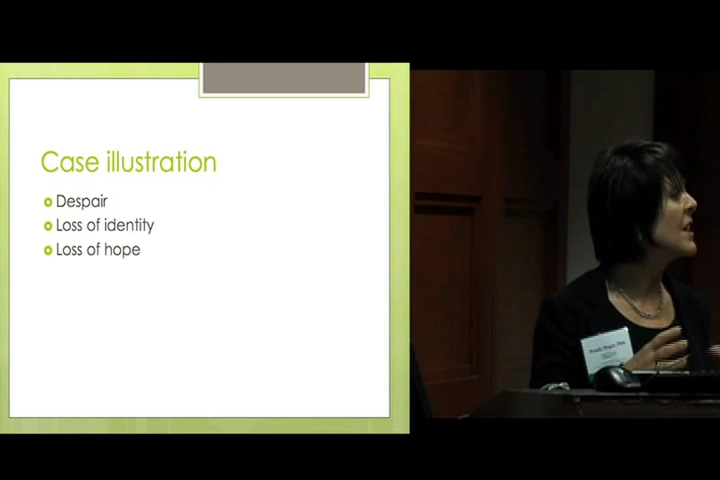 Case illustration
Despair
Loss of identity
Loss of hope